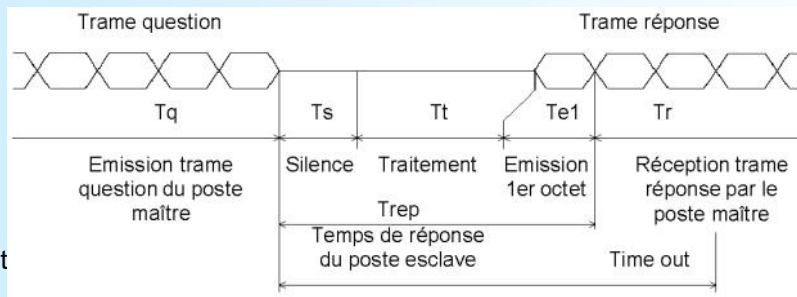 Trame question Trame réponse
Tq Ts Tt Te1 Tr
Emission trame
question du poste
maître
Silence
Traitement
Emission
1er octet
Réception trame
réponse par le
poste maître
Trep
Temps de réponse
du poste esclave
Time out
t